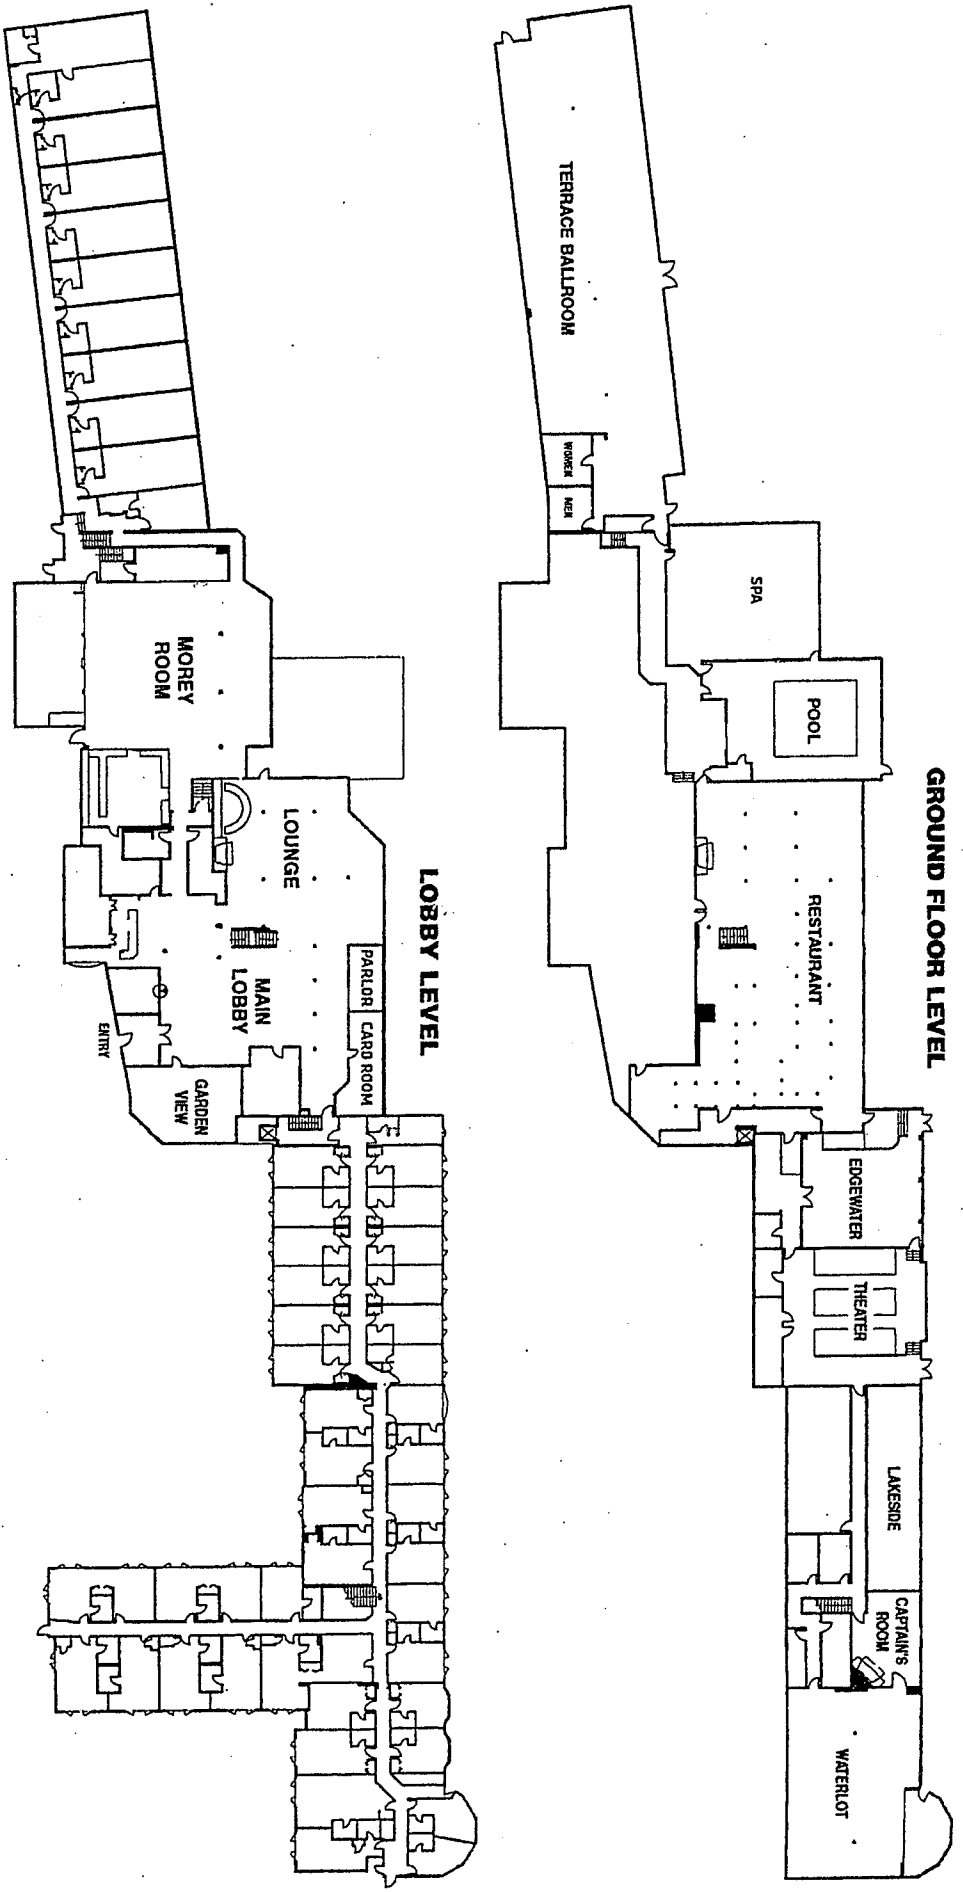 GROUND FLOOR LEVEL
TERRACE BALLROOM
WOMEN
MEN
SPA
POOL
RESTAURANT
EDGEWATER
THEATER
LAKESIDE
CAPTAIN'S
ROOM
WATERLOT
LOBBY LEVEL
MOREY
ROOM
LOUNGE
MAIN
LOBBY
PARLOR
CARD ROOM
ENTRY
GARDEN
VIEW